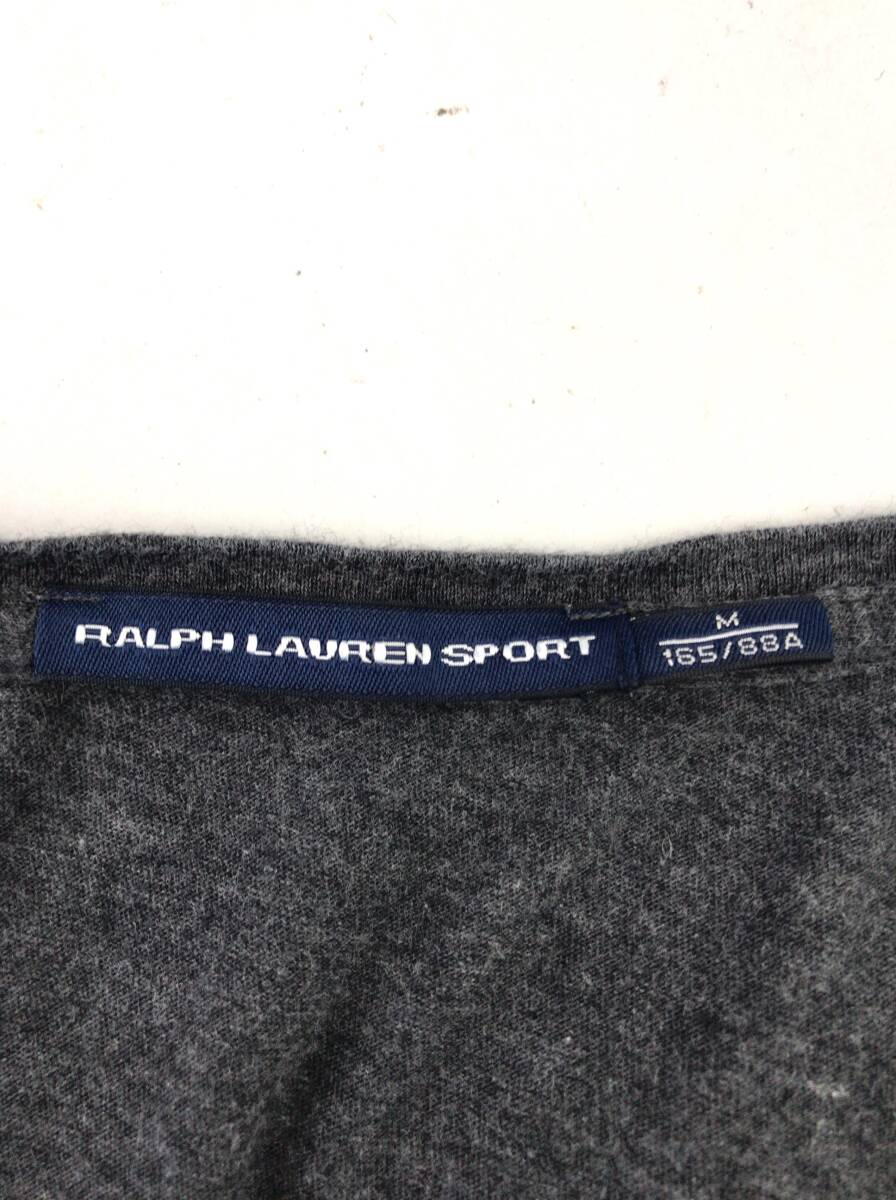 RALPH LAUREN SPORT
M
165/88A